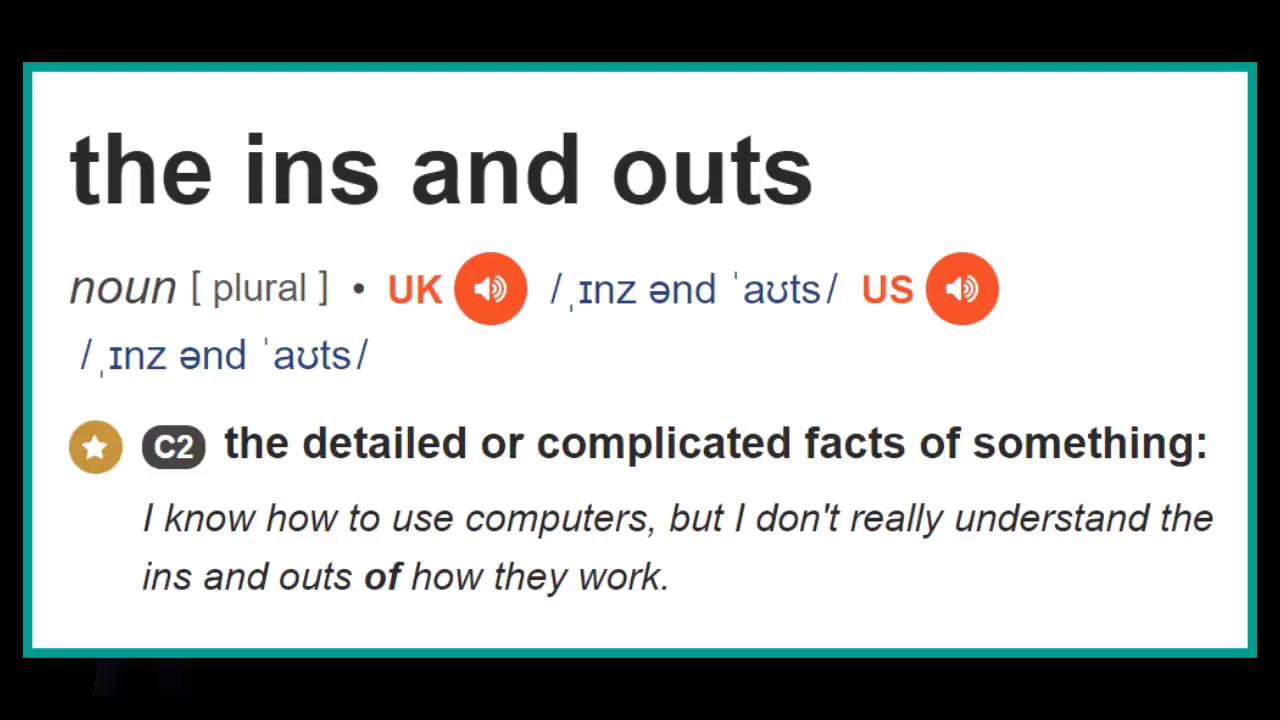 the ins and outs
noun [ plural ] • UK /ˌɪnz ənd ˈaʊts/ US
/ˌɪnz ənd ˈaʊts/
C2 the detailed or complicated facts of something:
I know how to use computers, but I don't really understand the
ins and outs of how they work.